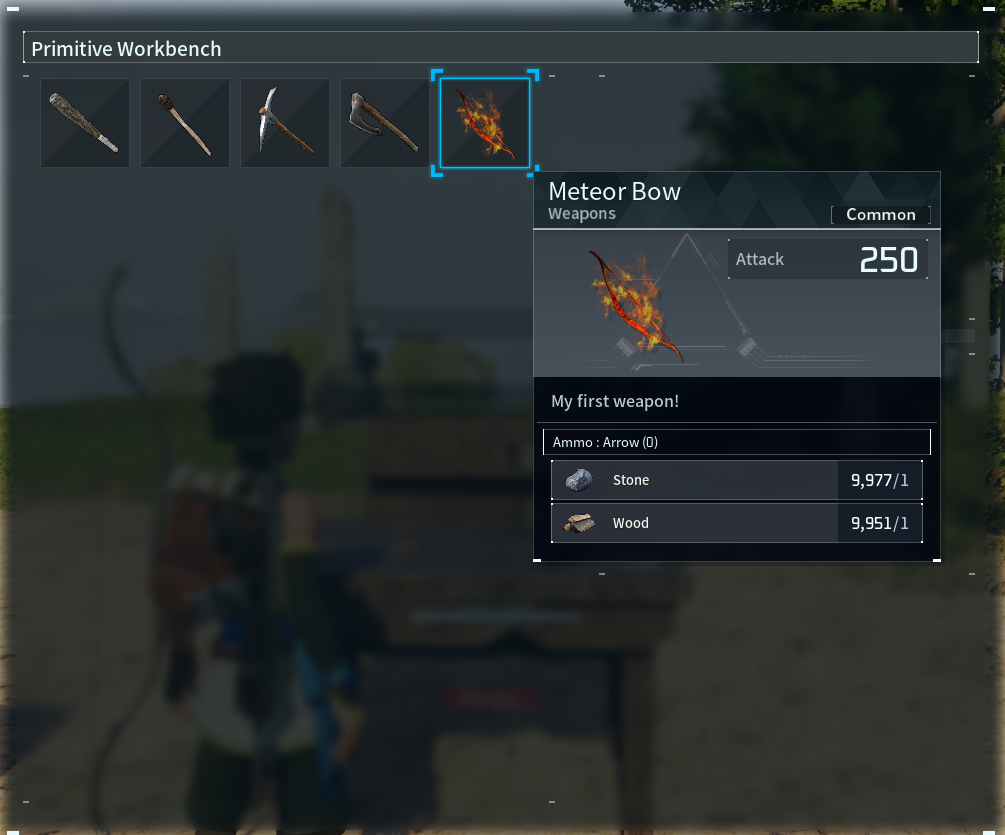 Primitive Workbench
Meteor Bow
Weapons
Common
Attack 250
My first weapon!
Ammo : Arrow (0)
Stone 9,977/1
Wood 9,951/1